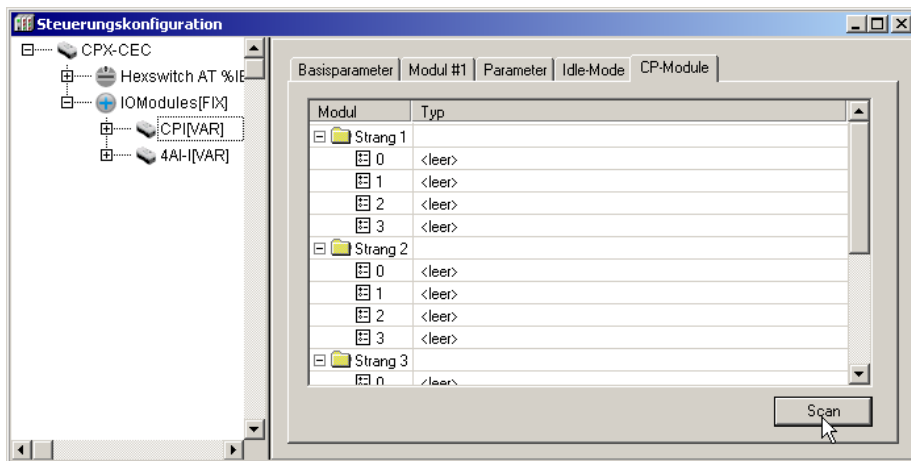 Steuerungskonfiguration
CPX-CEC
Hexswitch AT %IE
IOModules[FIX]
CPI[VAR]
4AI-I[VAR]
Basisparameter Modul #1 Parameter Idle-Mode CP-Module
Modul Typ
Strang 1
0 <leer>
1 <leer>
2 <leer>
3 <leer>
Strang 2
0 <leer>
1 <leer>
2 <leer>
3 <leer>
Strang 3
0 <leer>
Scan